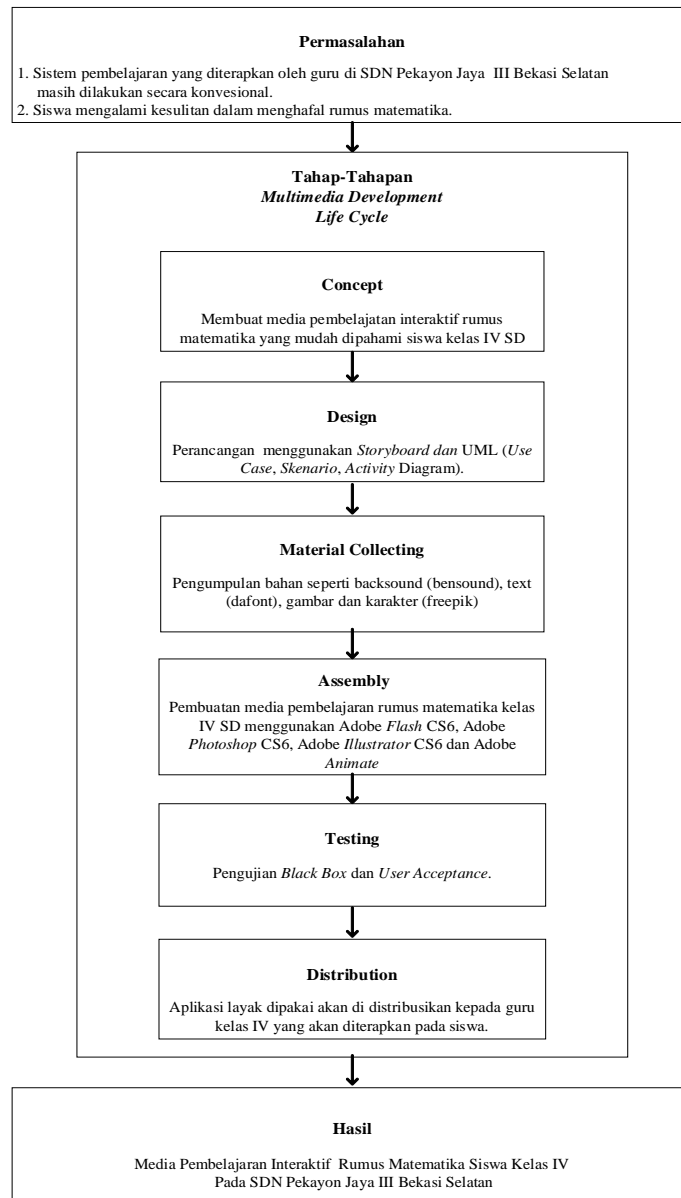 Permasalahan
1. Sistem pembelajaran yang diterapkan oleh guru di SDN Pekayon Jaya III Bekasi Selatan
masih dilakukan secara konvesional.
2. Siswa mengalami kesulitan dalam menghafal rumus matematika.
Tahap-Tahapan
Multimedia Development
Life Cycle
Concept
Membuat media pembelajatan interaktif rumus
matematika yang mudah dipahami siswa kelas IV SD
Design
Perancangan menggunakan Storyboard dan UML (Use
Case, Skenario, Activity Diagram).
Material Collecting
Pengumpulan bahan seperti backsound (bensound), text
(dafont), gambar dan karakter (freepik)
Assembly
Pembuatan media pembelajaran rumus matematika kelas
IV SD menggunakan Adobe Flash CS6, Adobe
Photoshop CS6, Adobe Illustrator CS6 dan Adobe
Animate
Testing
Pengujian Black Box dan User Acceptance.
Distribution
Aplikasi layak dipakai akan di distribusikan kepada guru
kelas IV yang akan diterapkan pada siswa.
Hasil
Media Pembelajaran Interaktif Rumus Matematika Siswa Kelas IV
Pada SDN Pekayon Jaya III Bekasi Selatan